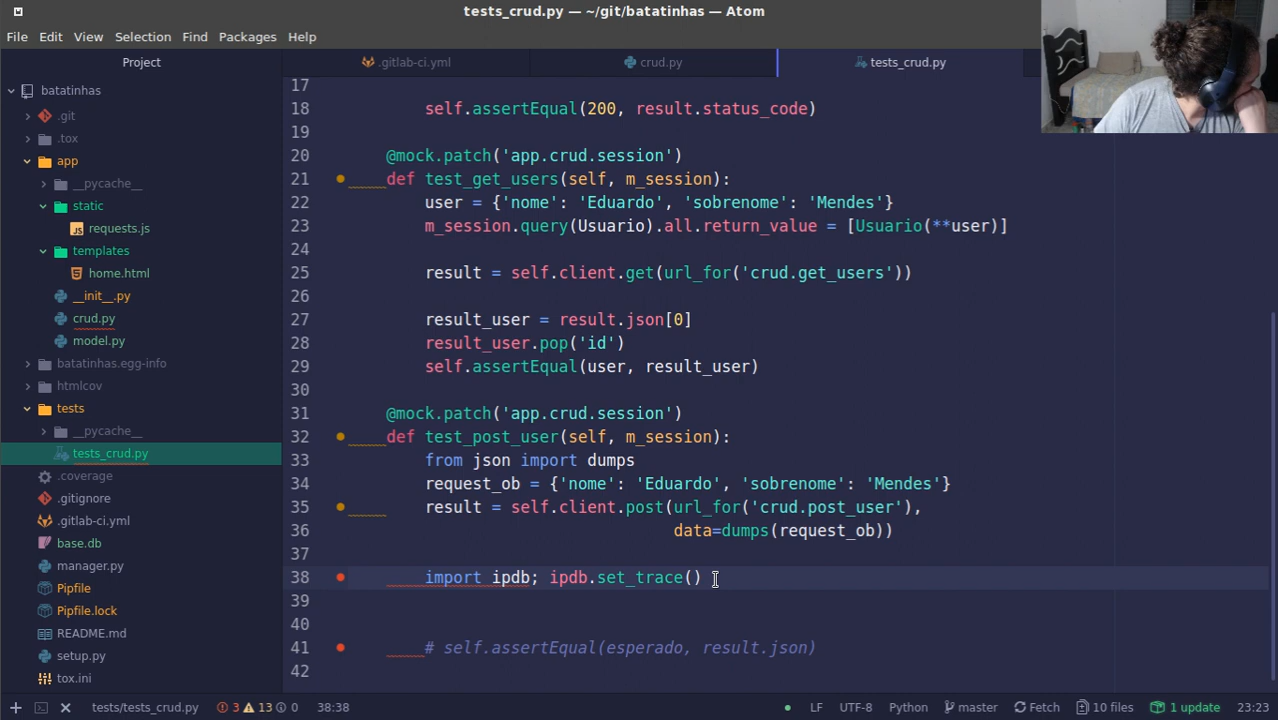 tests_crud.py — ~/git/batatinhas — Atom
File Edit View Selection Find Packages Help
Project
.gitlab-ci.yml
crud.py
tests_crud.py
batatinhas
.git
.tox
app
__pycache__
static
requests.js
templates
home.html
__init__.py
crud.py
model.py
batatinhas.egg-info
htmlcov
tests
__pycache__
tests_crud.py
.coverage
.gitignore
.gitlab-ci.yml
base.db
manager.py
Pipfile
Pipfile.lock
README.md
setup.py
tox.ini
17
18 self.assertEqual(200, result.status_code)
19
20 @mock.patch('app.crud.session')
21 def test_get_users(self, m_session):
22 user = {'nome': 'Eduardo', 'sobrenome': 'Mendes'}
23 m_session.query(Usuario).all.return_value = [Usuario(**user)]
24
25 result = self.client.get(url_for('crud.get_users'))
26
27 result_user = result.json[0]
28 result_user.pop('id')
29 self.assertEqual(user, result_user)
30
31 @mock.patch('app.crud.session')
32 def test_post_user(self, m_session):
33 from json import dumps
34 request_ob = {'nome': 'Eduardo', 'sobrenome': 'Mendes'}
35 result = self.client.post(url_for('crud.post_user'),
36 data=dumps(request_ob))
37
38 import ipdb; ipdb.set_trace()
39
40
41 # self.assertEqual(esperado, result.json)
42
tests/tests_crud.py 3 13 0 38:38 LF UTF-8 Python master Fetch 10 files 1 update 23:23